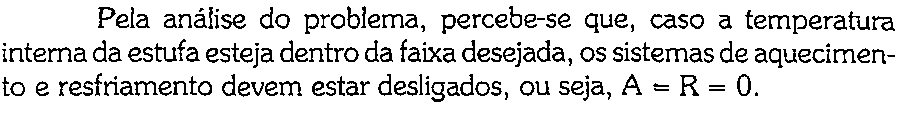 Pela análise do problema, percebe-se que, caso a temperatura
interna da estufa esteja dentro da faixa desejada, os sistemas de aquecimen-
to e resfriamento devem estar desligados, ou seja, A = R = 0.